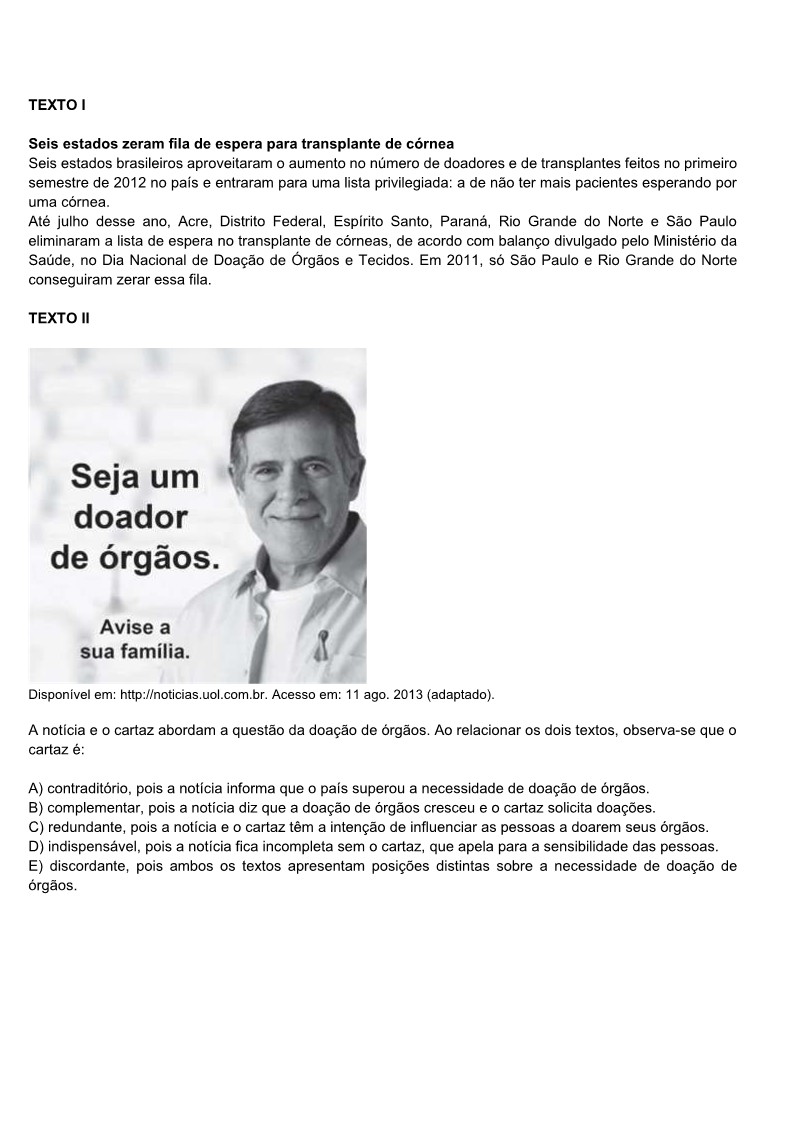 TEXTO I
Seis estados zeram fila de espera para transplante de córnea
Seis estados brasileiros aproveitaram o aumento no número de doadores e de transplantes feitos no primeiro
semestre de 2012 no país e entraram para uma lista privilegiada: a de não ter mais pacientes esperando por
uma córnea.
Até julho desse ano, Acre, Distrito Federal, Espírito Santo, Paraná, Rio Grande do Norte e São Paulo
eliminaram a lista de espera no transplante de córneas, de acordo com balanço divulgado pelo Ministério da
Saúde, no Dia Nacional de Doação de Órgãos e Tecidos. Em 2011, só São Paulo e Rio Grande do Norte
conseguiram zerar essa fila.
TEXTO II
Seja um
doador
de órgãos.
Avise a
sua família.
Disponível em: http://noticias.uol.com.br. Acesso em: 11 ago. 2013 (adaptado).
A notícia e o cartaz abordam a questão da doação de órgãos. Ao relacionar os dois textos, observa-se que o
cartaz é:
A) contraditório, pois a notícia informa que o país superou a necessidade de doação de órgãos.
B) complementar, pois a notícia diz que a doação de órgãos cresceu e o cartaz solicita doações.
C) redundante, pois a notícia e o cartaz têm a intenção de influenciar as pessoas a doarem seus órgãos.
D) indispensável, pois a notícia fica incompleta sem o cartaz, que apela para a sensibilidade das pessoas.
E) discordante, pois ambos os textos apresentam posições distintas sobre a necessidade de doação de
órgãos.